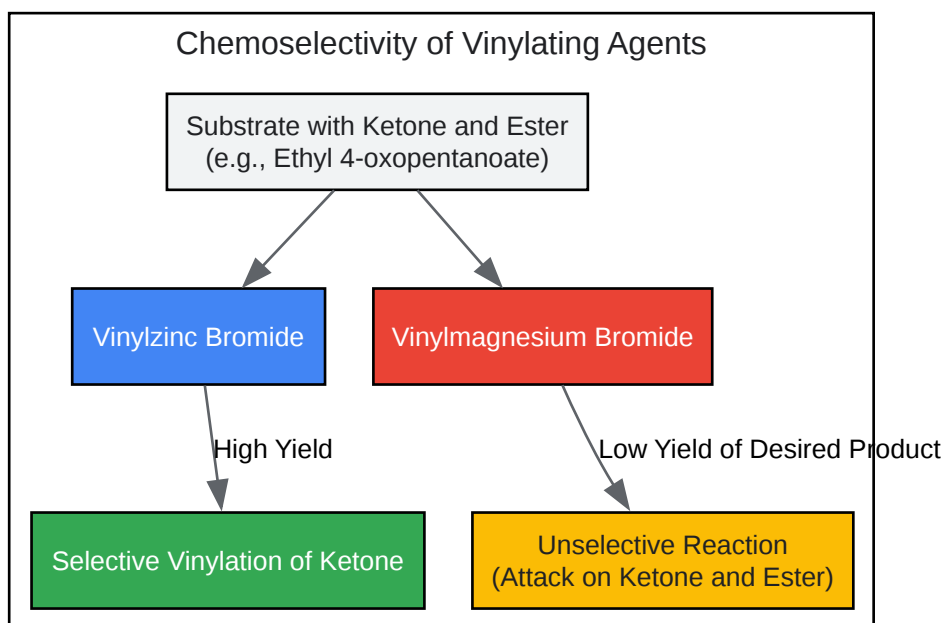 Chemoselectivity of Vinylating Agents
Substrate with Ketone and Ester
(e.g., Ethyl 4-oxopentanoate)
Vinylzinc Bromide
Vinylmagnesium Bromide
High Yield
Low Yield of Desired Product
Selective Vinylation of Ketone
Unselective Reaction
(Attack on Ketone and Ester)